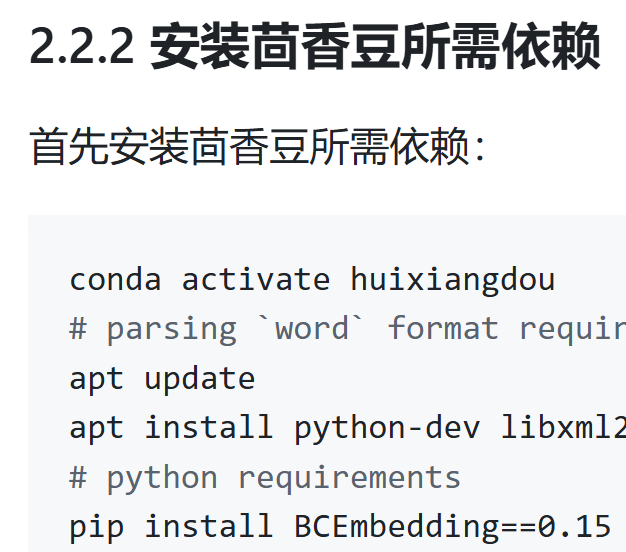 2.2.2 安装茴香豆所需依赖
首先安装茴香豆所需依赖：
conda activate huixiangdou
# parsing `word` format requir
apt update
apt install python-dev libxml2
# python requirements
pip install BCEmbedding==0.15